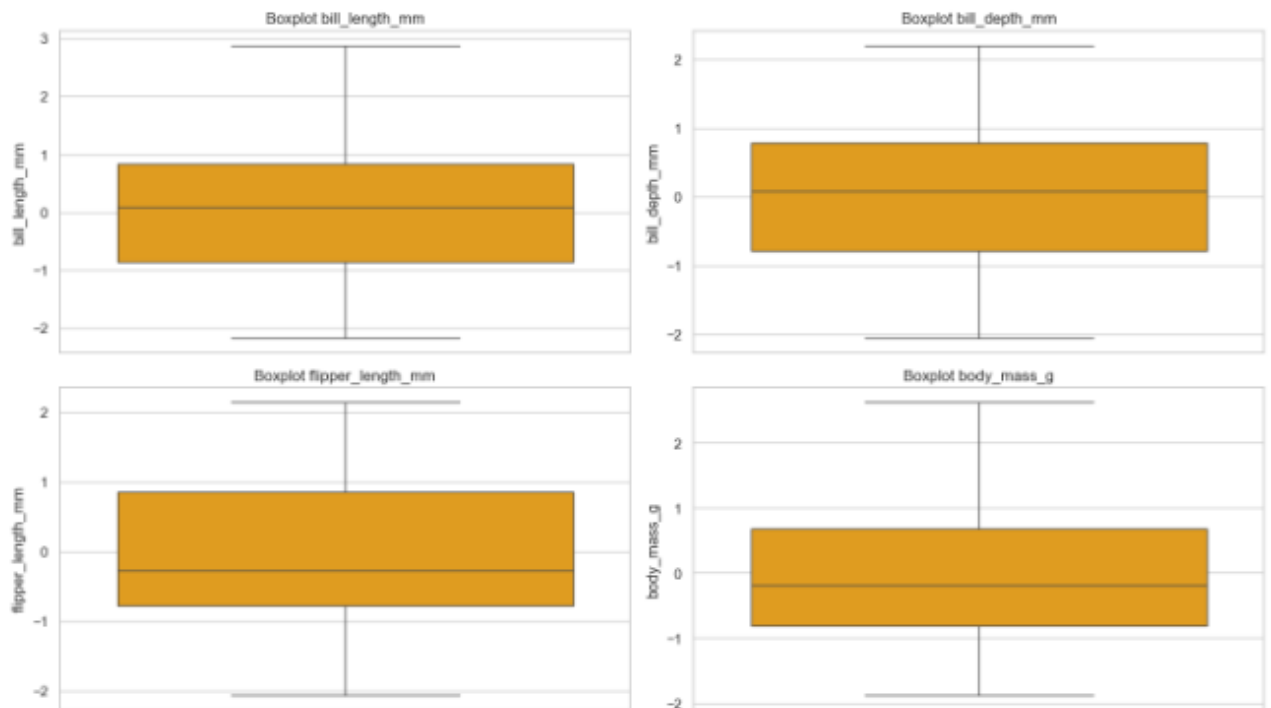 Boxplot bill_length_mm
3
2
1
0
−1
−2
bill_length_mm
Boxplot bill_depth_mm
2
1
0
−1
−2
bill_depth_mm
Boxplot flipper_length_mm
2
1
0
−1
−2
flipper_length_mm
Boxplot body_mass_g
2
1
0
−1
−2
body_mass_g